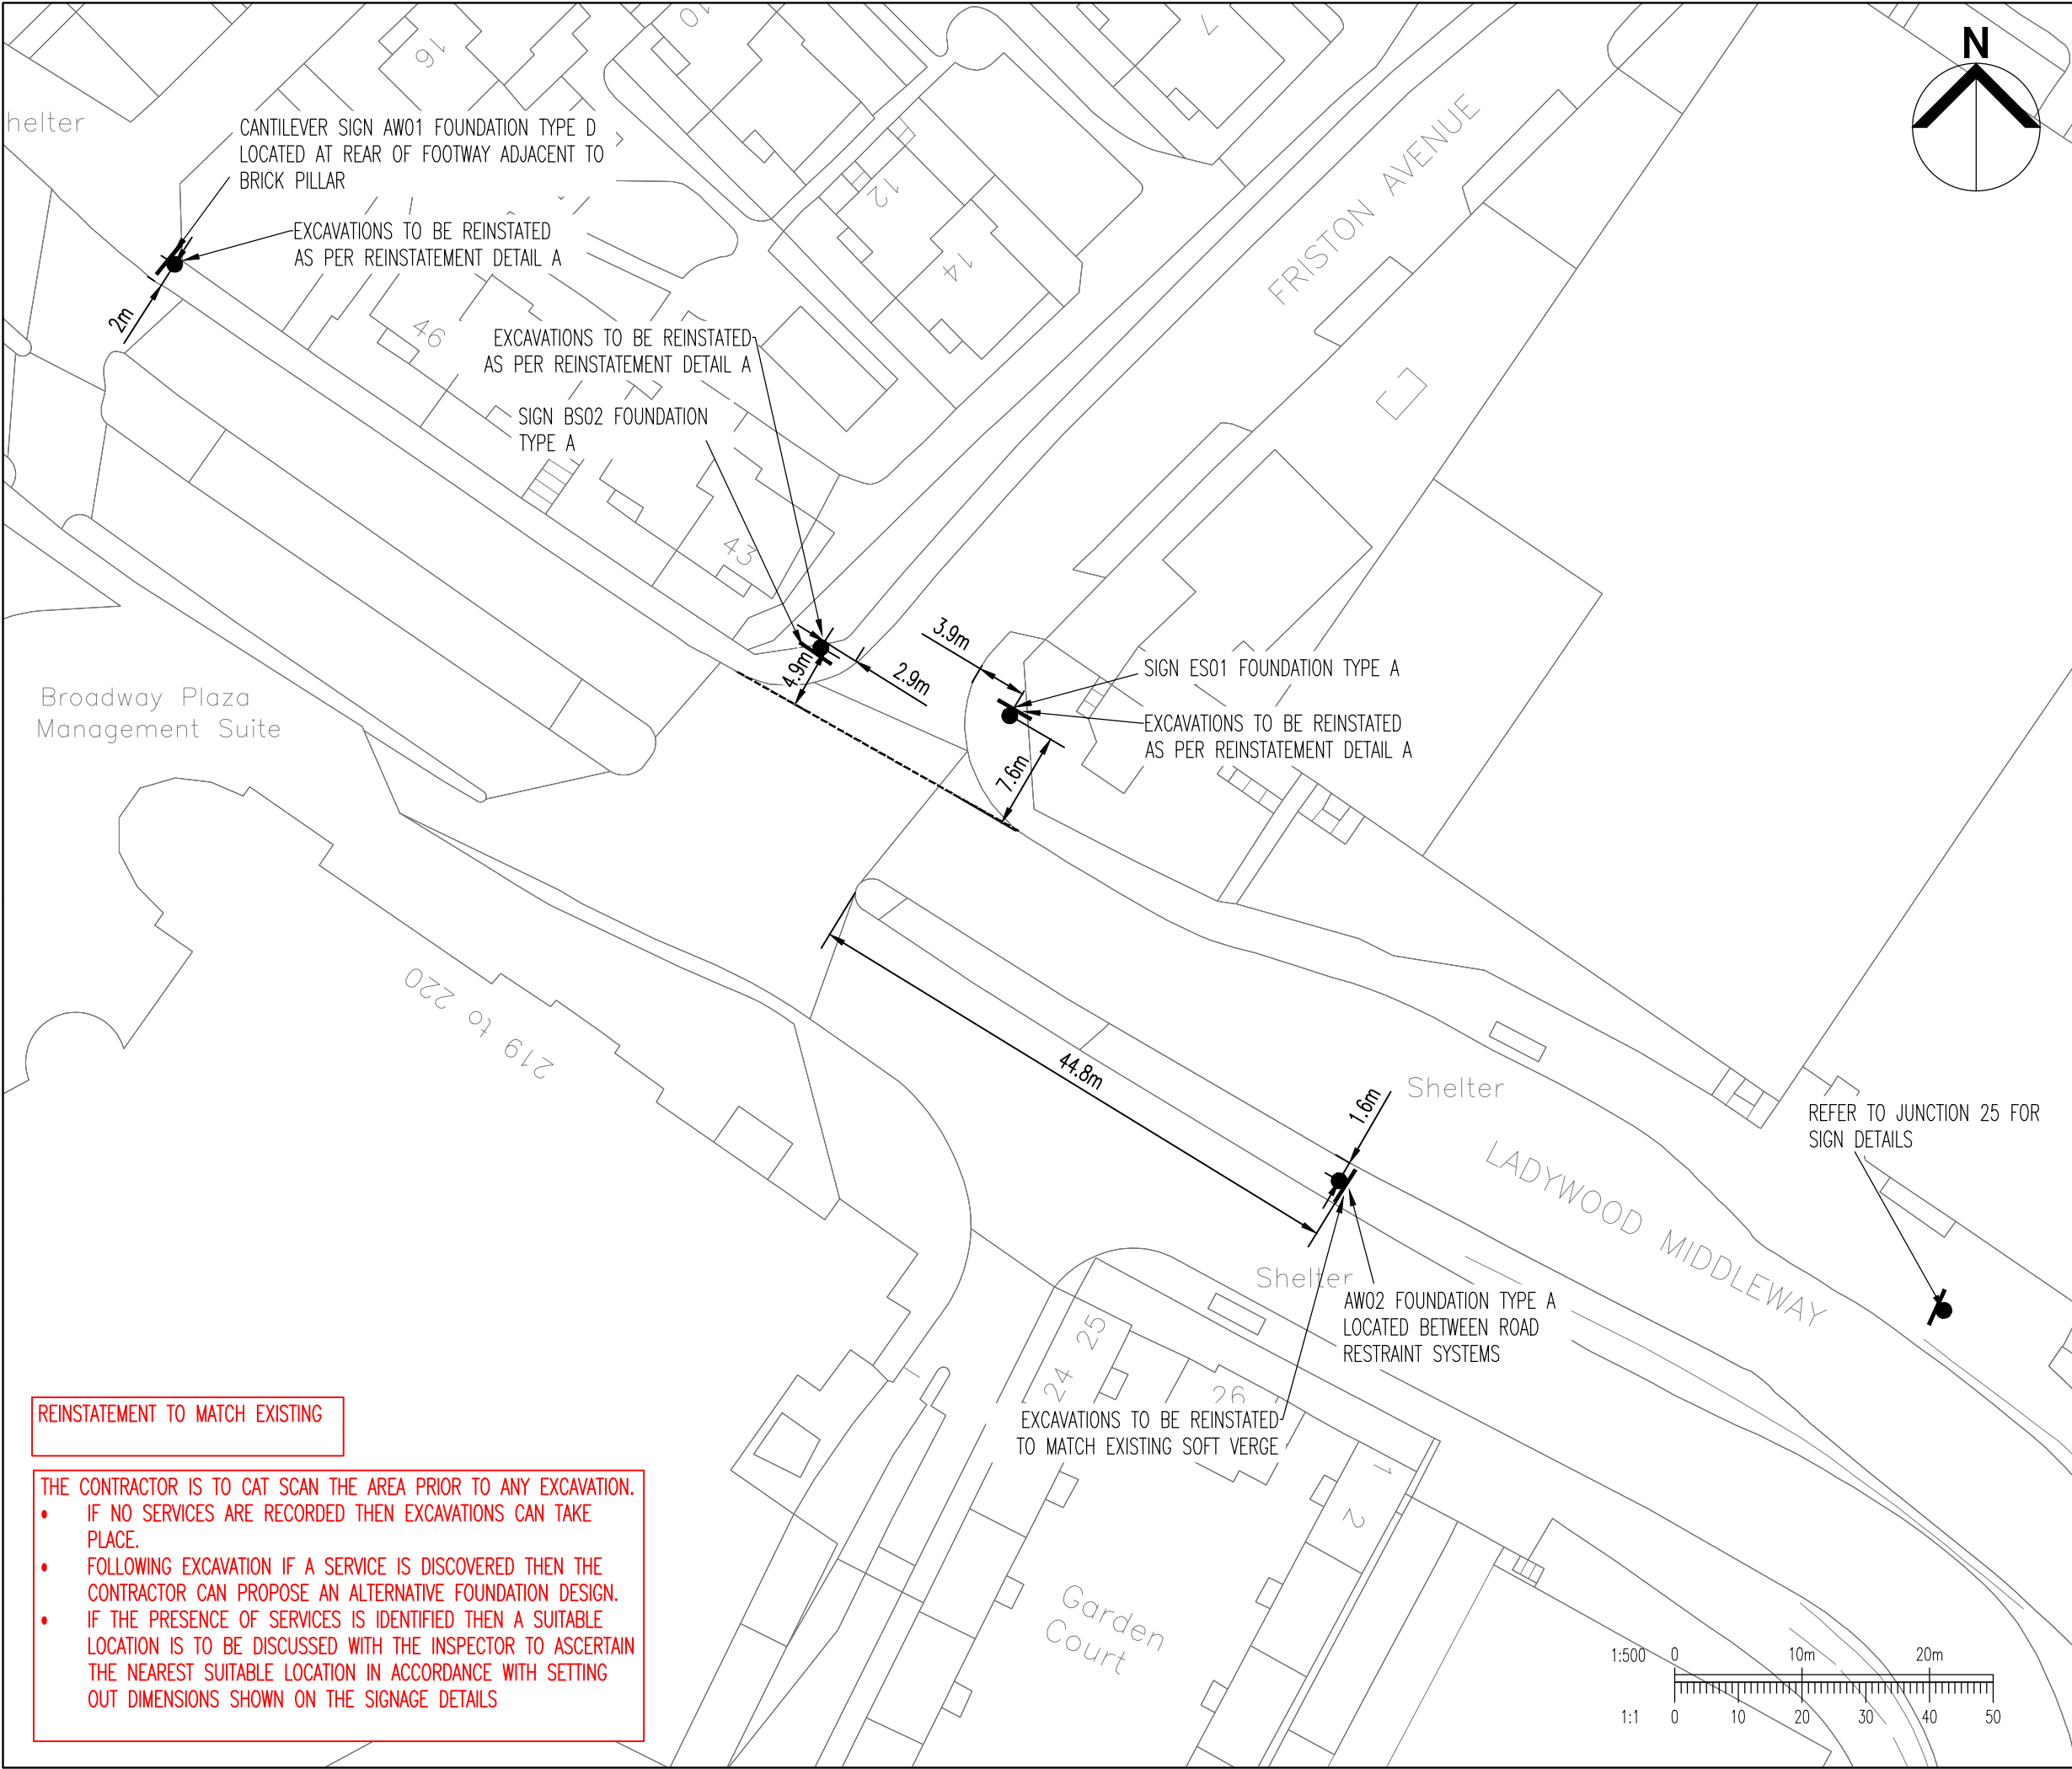 16
10
7
N
helter
CANTILEVER SIGN AW01 FOUNDATION TYPE D
LOCATED AT REAR OF FOOTWAY ADJACENT TO
BRICK PILLAR
12
FRISTON AVENUE
EXCAVATIONS TO BE REINSTATED
AS PER REINSTATEMENT DETAIL A
14
2m
46
EXCAVATIONS TO BE REINSTATED
AS PER REINSTATEMENT DETAIL A
SIGN BS02 FOUNDATION
TYPE A
43
3.9m
4.9m
2.9m
SIGN ES01 FOUNDATION TYPE A
EXCAVATIONS TO BE REINSTATED
AS PER REINSTATEMENT DETAIL A
7.6m
Broadway Plaza
Management Suite
219 to 220
44.8m
1.6m
Shelter
LADYWOOD MIDDLEWAY
REFER TO JUNCTION 25 FOR
SIGN DETAILS
Shelter
AW02 FOUNDATION TYPE A
LOCATED BETWEEN ROAD
RESTRAINT SYSTEMS
25
24
26
EXCAVATIONS TO BE REINSTATED
TO MATCH EXISTING SOFT VERGE
1
2
Garden
Court
REINSTATEMENT TO MATCH EXISTING
THE CONTRACTOR IS TO CAT SCAN THE AREA PRIOR TO ANY EXCAVATION.
• IF NO SERVICES ARE RECORDED THEN EXCAVATIONS CAN TAKE
PLACE.
• FOLLOWING EXCAVATION IF A SERVICE IS DISCOVERED THEN THE
CONTRACTOR CAN PROPOSE AN ALTERNATIVE FOUNDATION DESIGN.
• IF THE PRESENCE OF SERVICES IS IDENTIFIED THEN A SUITABLE
LOCATION IS TO BE DISCUSSED WITH THE INSPECTOR TO ASCERTAIN
THE NEAREST SUITABLE LOCATION IN ACCORDANCE WITH SETTING
OUT DIMENSIONS SHOWN ON THE SIGNAGE DETAILS
1:500 0 10m 20m
1:1 0 10 20 30 40 50